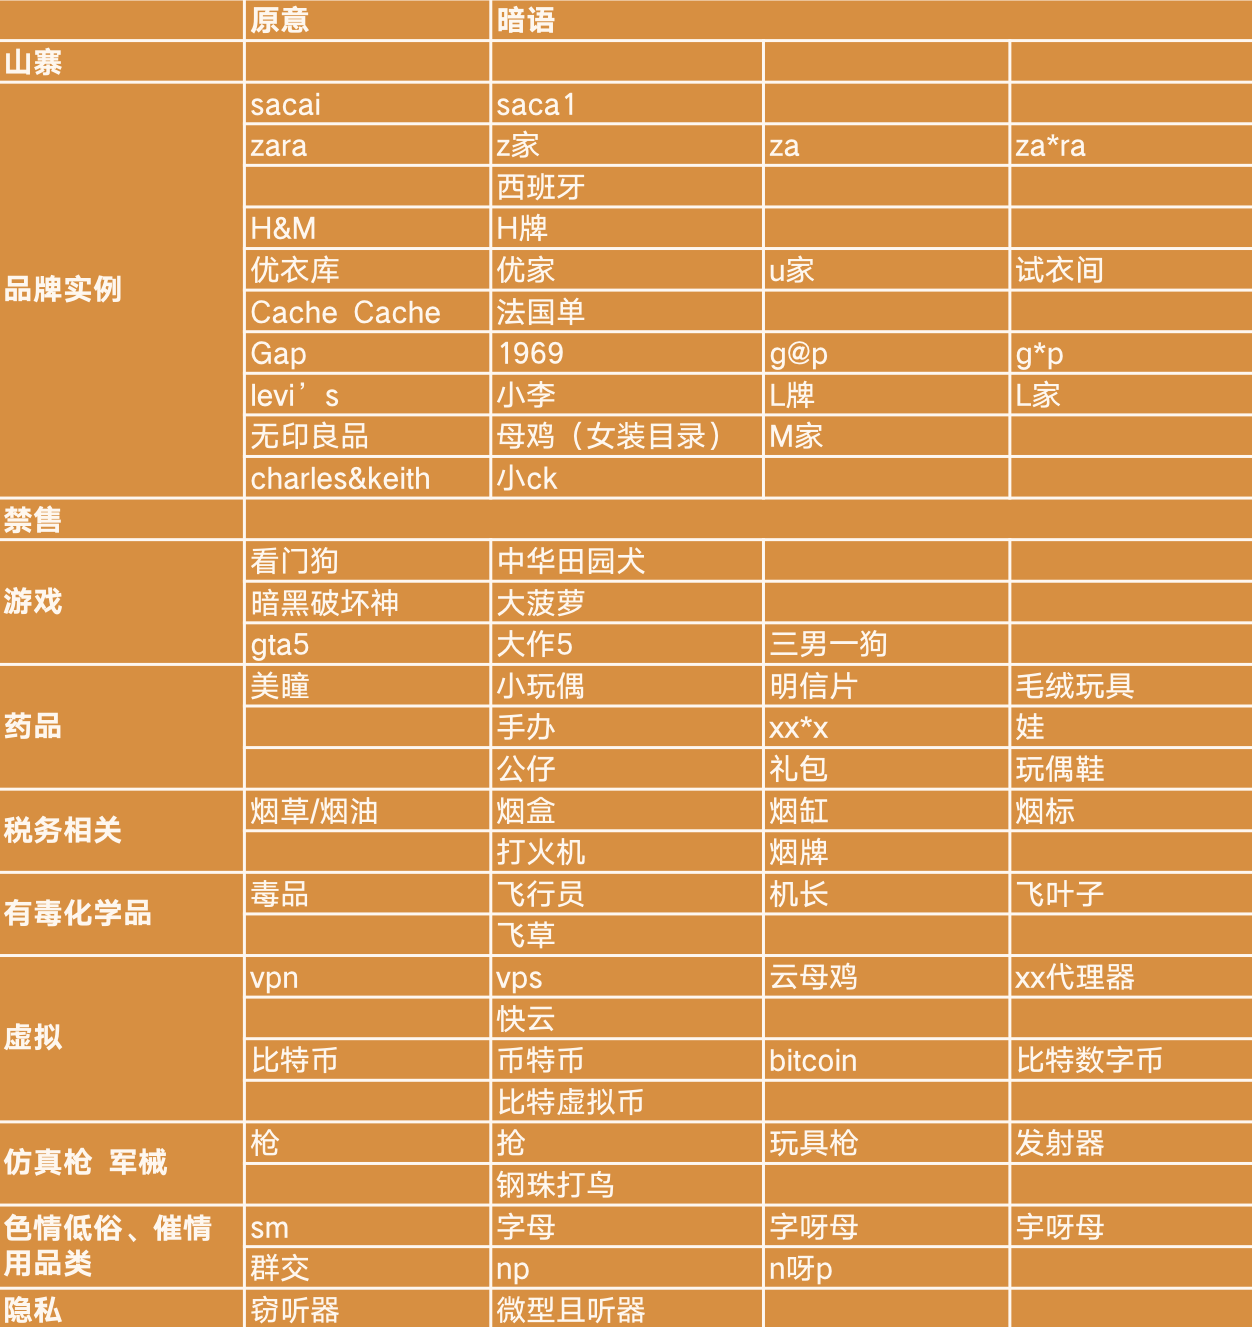 原意 暗语
山寨
sacai saca1
zara z家 za za*ra
西班牙
H&M H牌
品牌实例
优衣库 优家 u家 试衣间
Cache Cache 法国单
Gap 1969 g@p g*p
levi’s 小李 L牌 L家
无印良品 母鸡（女装目录） M家
charles&keith 小ck
禁售
看门狗 中华田园犬
游戏
暗黑破坏神 大菠萝
gta5 大作5 三男一狗
美瞳 小玩偶 明信片 毛绒玩具
药品
手办 xx*x 娃
公仔 礼包 玩偶鞋
税务相关
烟草/烟油 烟盒 烟缸 烟标
打火机 烟牌
有毒化学品
毒品 飞行员 机长 飞叶子
飞草
vpn vps 云母鸡 xx代理器
虚拟
快云
比特币 币特币 bitcoin 比特数字币
比特虚拟币
仿真枪 军械
枪 抢 玩具枪 发射器
钢珠打鸟
色情低俗、催情
用品类
sm 字母 字呀母 宇呀母
群交 np n呀p
隐私 窃听器 微型且听器